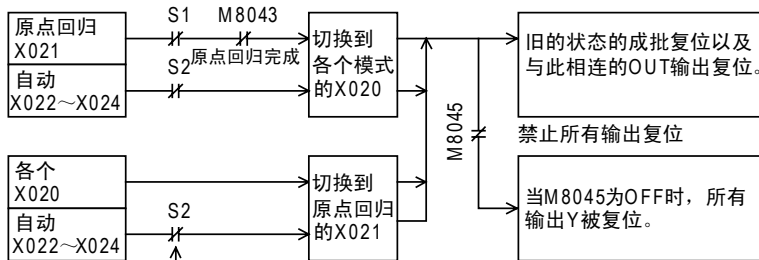 原点回归
X021
自动
X022～X024
S1
M8043
原点回归完成
S2
切换到
各个模式
的X020
旧的状态的成批复位以及
与此相连的OUT输出复位。
M8045
禁止所有输出复位
各个
X020
自动
X022～X024
S2
切换到
原点回归
的X021
当M8045为OFF时，所有
输出Y被复位。